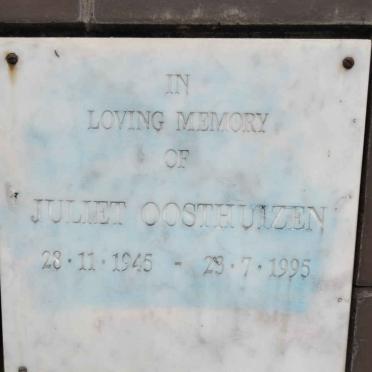 IN
LOVING MEMORY
OF
JULIET OOSTHUIZEN
28·11·1945 - 23·7·1995